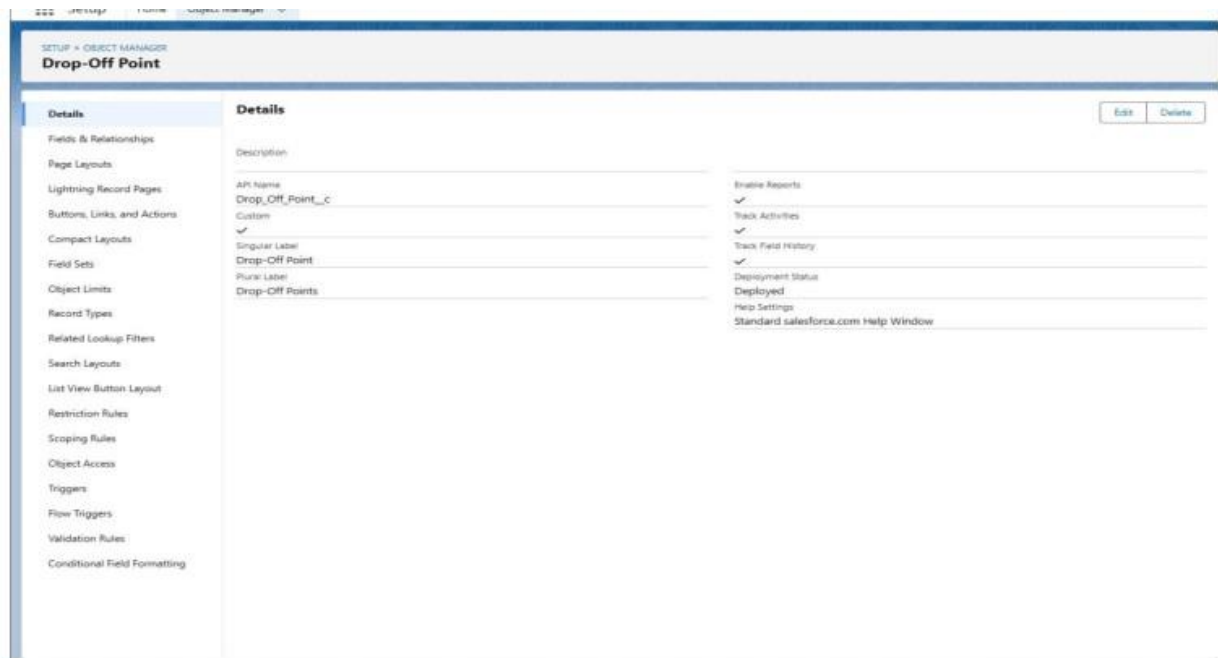 Setup Home Object Manager
SETUP > OBJECT MANAGER
Drop-Off Point
Details
Fields & Relationships
Page Layouts
Lightning Record Pages
Buttons, Links, and Actions
Compact Layouts
Field Sets
Object Limits
Record Types
Related Lookup Filters
Search Layouts
List View Button Layout
Restriction Rules
Scoping Rules
Object Access
Triggers
Flow Triggers
Validation Rules
Conditional Field Formatting
Details
Edit Delete
Description
API Name
Drop_Off_Point__c
Custom
✓
Singular Label
Drop-Off Point
Plural Label
Drop-Off Points
Enable Reports
✓
Track Activities
✓
Track Field History
✓
Deployment Status
Deployed
Help Settings
Standard salesforce.com Help Window